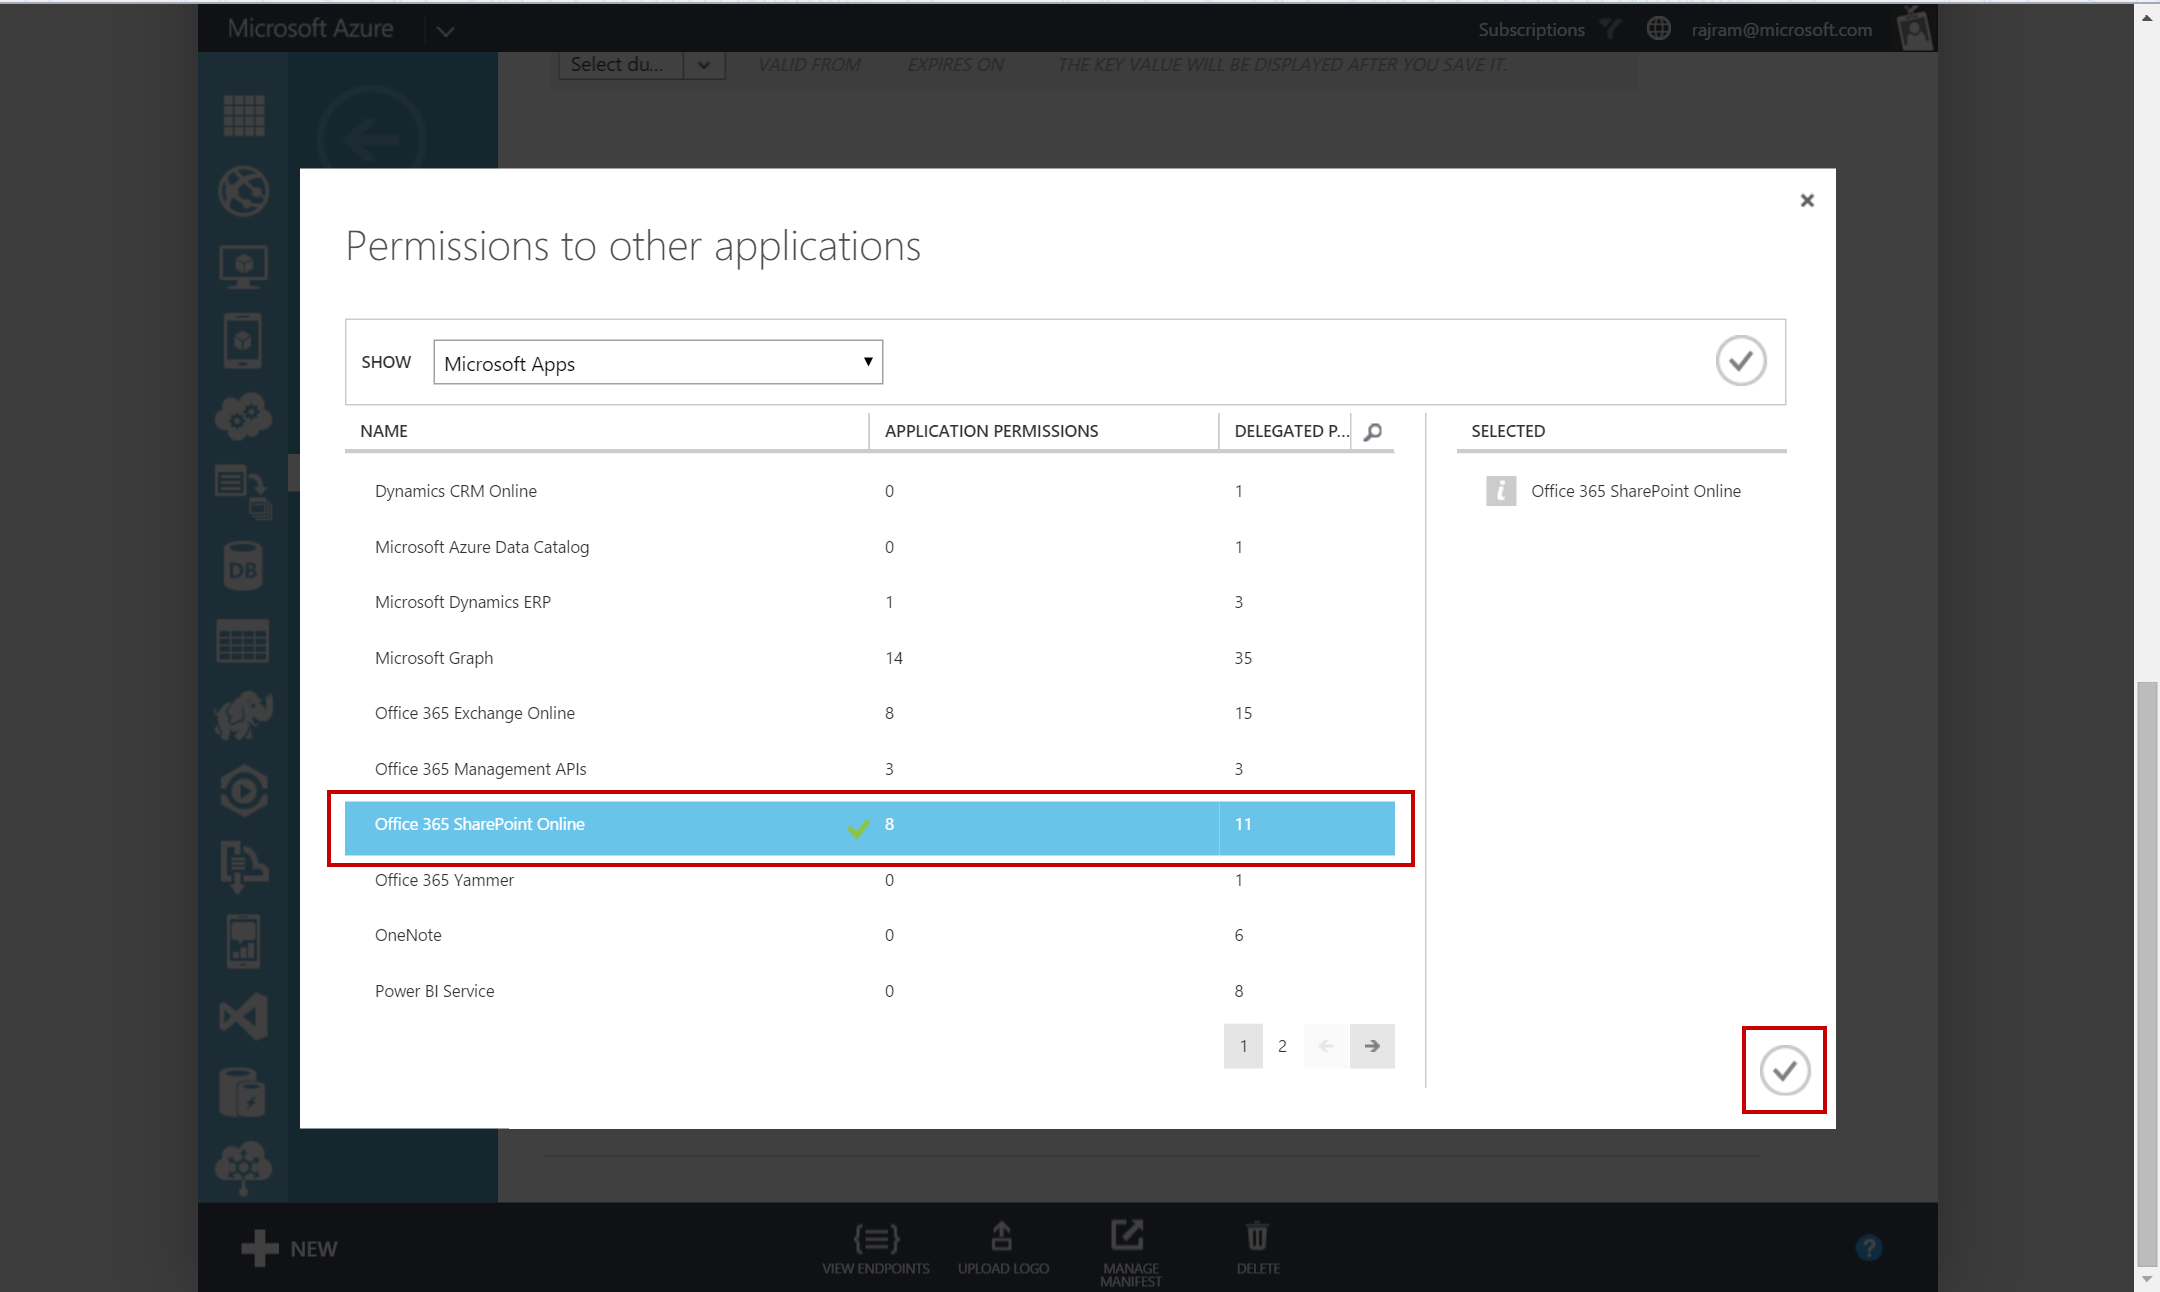 Microsoft Azure
Subscriptions rajram@microsoft.com
Select du... VALID FROM EXPIRES ON THE KEY VALUE WILL BE DISPLAYED AFTER YOU SAVE IT.
Permissions to other applications
SHOW Microsoft Apps
NAME APPLICATION PERMISSIONS DELEGATED P... SELECTED
Dynamics CRM Online 0 1 Office 365 SharePoint Online
Microsoft Azure Data Catalog 0 1
Microsoft Dynamics ERP 1 3
Microsoft Graph 14 35
Office 365 Exchange Online 8 15
Office 365 Management APIs 3 3
Office 365 SharePoint Online 8 11
Office 365 Yammer 0 1
OneNote 0 6
Power BI Service 0 8
1 2
DB
NEW
VIEW ENDPOINTS
UPLOAD LOGO
MANAGE
MANIFEST
DELETE